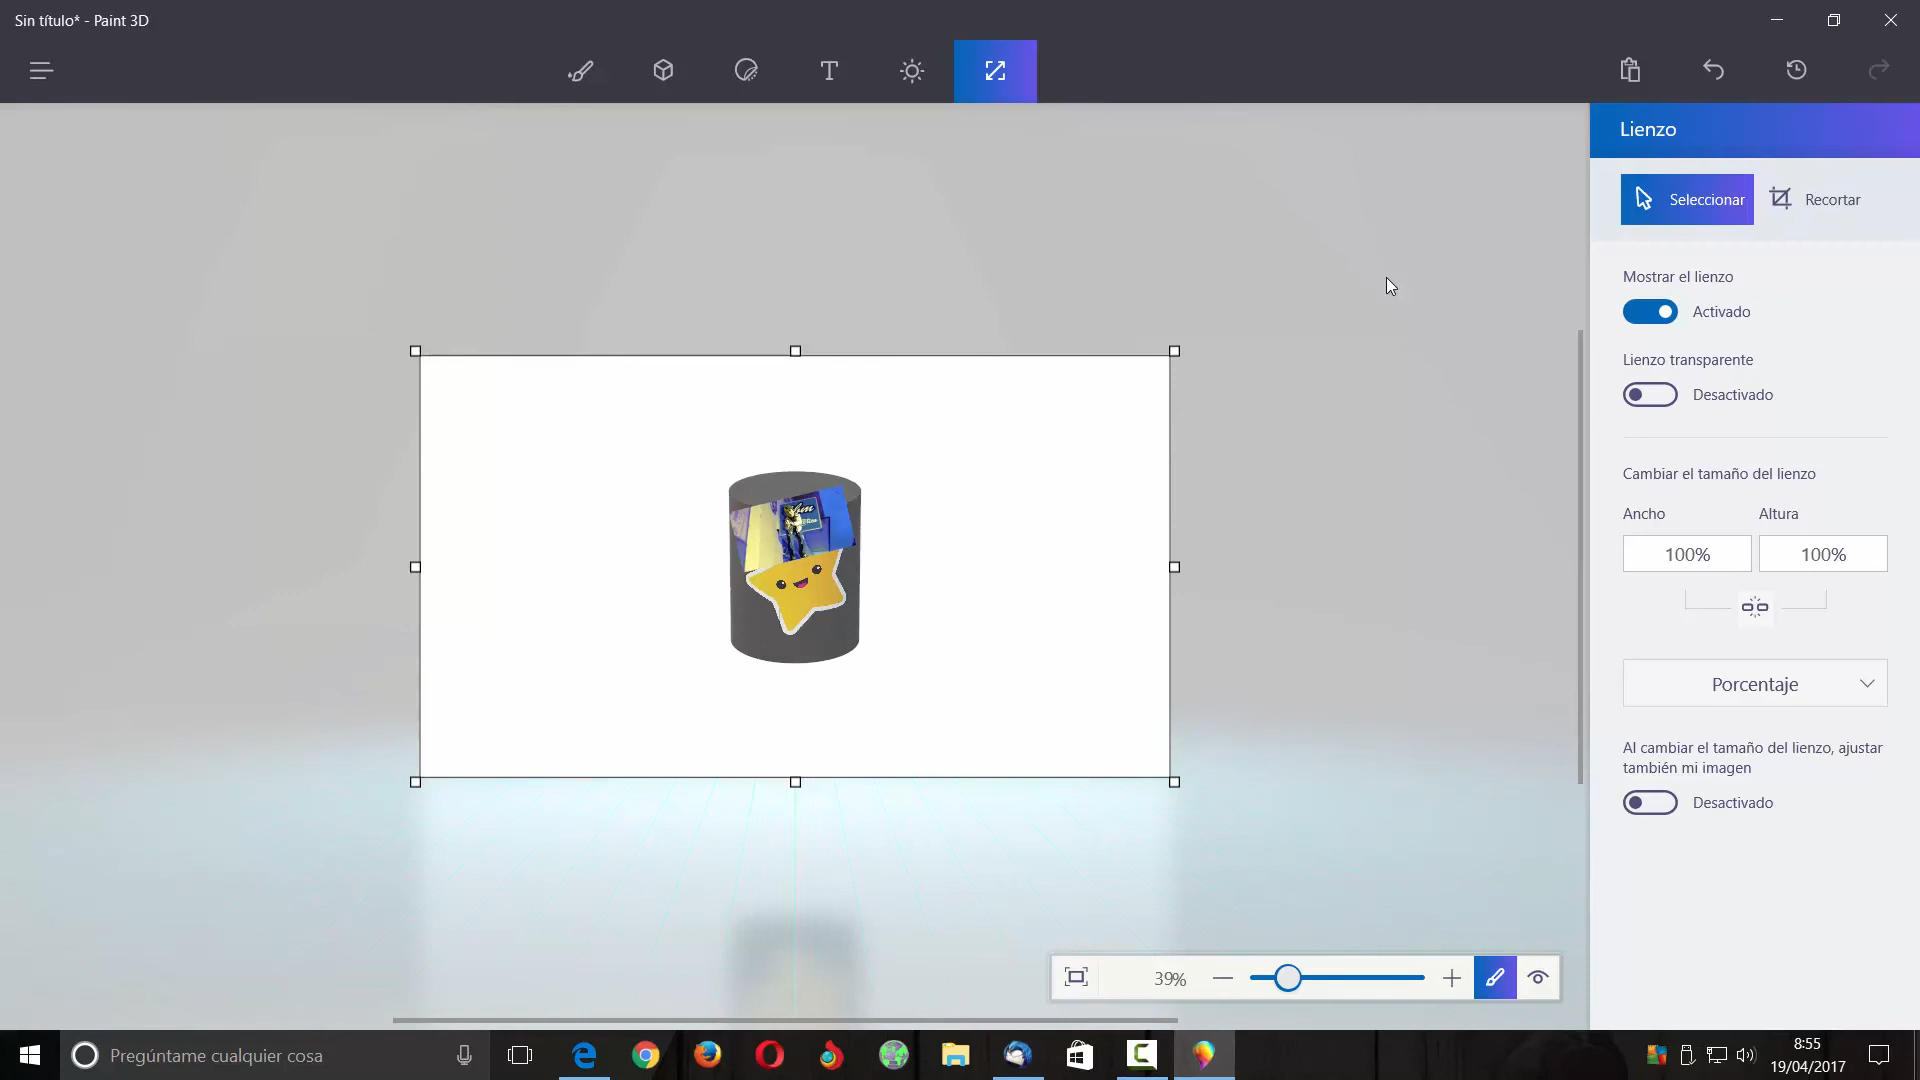 Sin título* - Paint 3D
Lienzo
Seleccionar
Recortar
Mostrar el lienzo
Activado
Lienzo transparente
Desactivado
Cambiar el tamaño del lienzo
Ancho
Altura
100%
100%
Porcentaje
Al cambiar el tamaño del lienzo, ajustar
también mi imagen
Desactivado
39%
Pregúntame cualquier cosa
8:55
19/04/2017